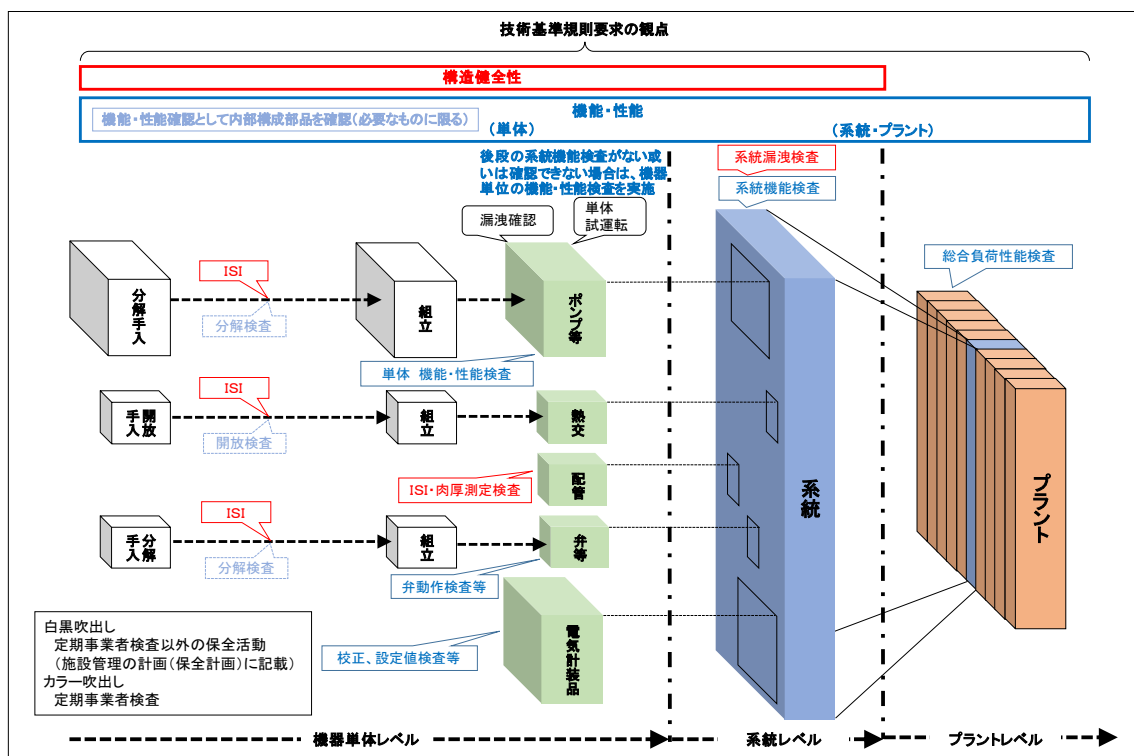 技術基準規則要求の観点
構造健全性
機能・性能
機能・性能確認として内部構成部品を確認(必要なものに限る)
(単体)
(系統・プラント)
後段の系統機能検査がない或
いは確認できない場合は、機器
単位の機能・性能検査を実施
系統漏洩検査
系統機能検査
漏洩確認
単体
試運転
総合負荷性能検査
ISI
分解手入
分解検査
組立
ポンプ等
単体 機能・性能検査
ISI
開放
手入
開放検査
組立
熱交
配管
ISI・肉厚測定検査
系統
プラント
ISI
分解
手入
分解検査
組立
弁等
弁動作検査等
電気計装品
校正、設定値検査等
白黒吹出し
定期事業者検査以外の保全活動
(施設管理の計画(保全計画)に記載)
カラー吹出し
定期事業者検査
機器単体レベル
系統レベル
プラントレベル